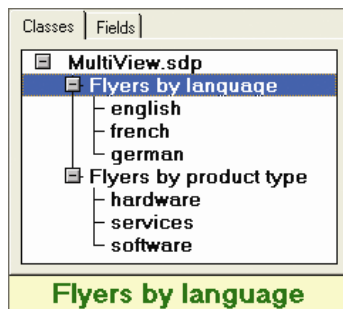 Classes Fields
MultiView.sdp
Flyers by language
english
french
german
Flyers by product type
hardware
services
software
Flyers by language